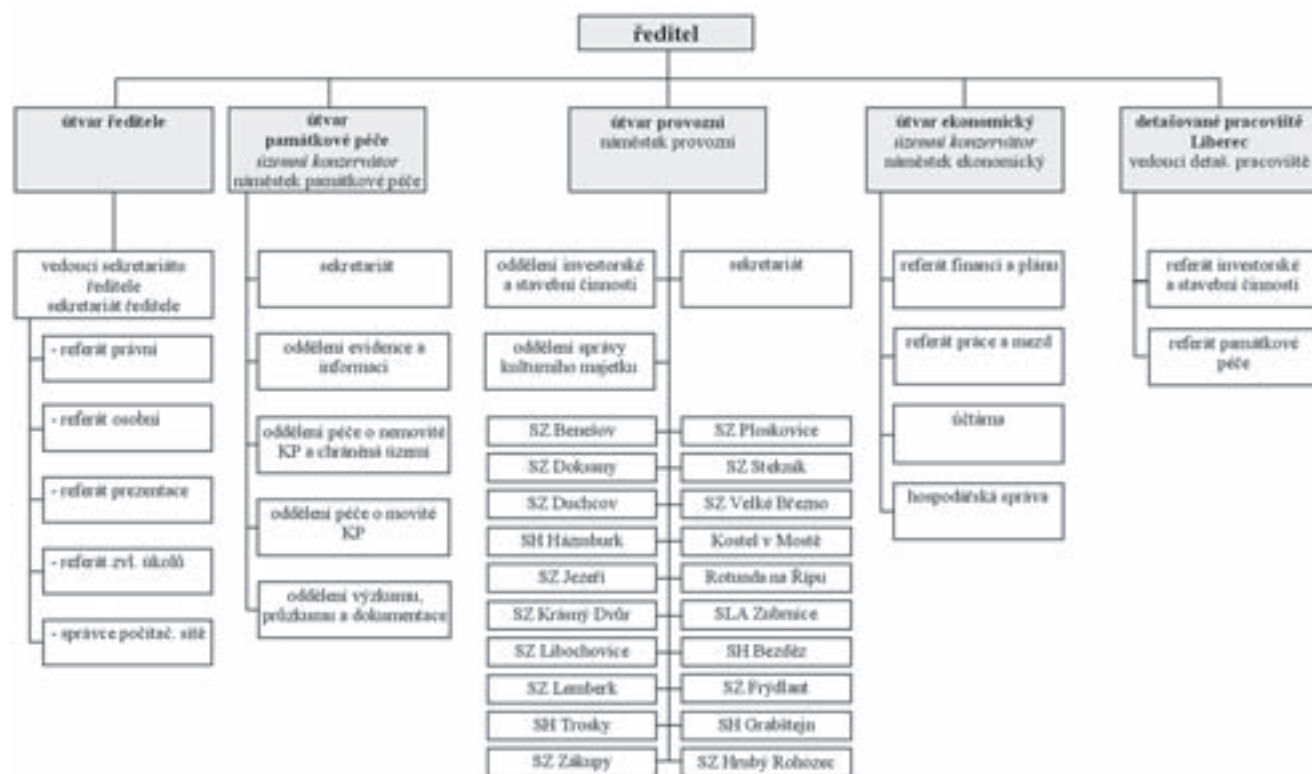 ředitel
útvar ředitele
útvar
památkové péče
územní konzervátor
náměstek památkové péče
útvar provozní
náměstek provozní
útvar ekonomický
územní konzervátor
náměstek ekonomický
detašované pracoviště
Liberec
vedoucí detaš. pracoviště
vedoucí sekretariátu
ředitele
sekretariát ředitele
- referát právní
- referát osobní
- referát prezentace
- referát zvl. úkolů
- správce počítač. sítě
sekretariát
oddělení evidence a
informací
oddělení péče o nemovité
KP a chráněná území
oddělení péče o movité
KP
oddělení výzkumu,
průzkumu a dokumentace
oddělení investorské
a stavební činnosti
sekretariát
oddělení správy
kulturního majetku
SZ Benešov
SZ Ploskovice
SZ Doksany
SZ Stekník
SZ Duchcov
SZ Velké Březno
SH Házmburk
Kostel v Mostě
SZ Jezeří
Rotunda na Řípu
SZ Krásný Dvůr
SLA Zubrnice
SZ Libochovice
SH Bezděz
SZ Lemberk
SZ Frýdlant
SH Trosky
SH Grabštejn
SZ Zákupy
SZ Hrubý Rohozec
referát financí a plánu
referát práce a mezd
účtárna
hospodářská správa
referát investorské
a stavební činnosti
referát památkové
péče